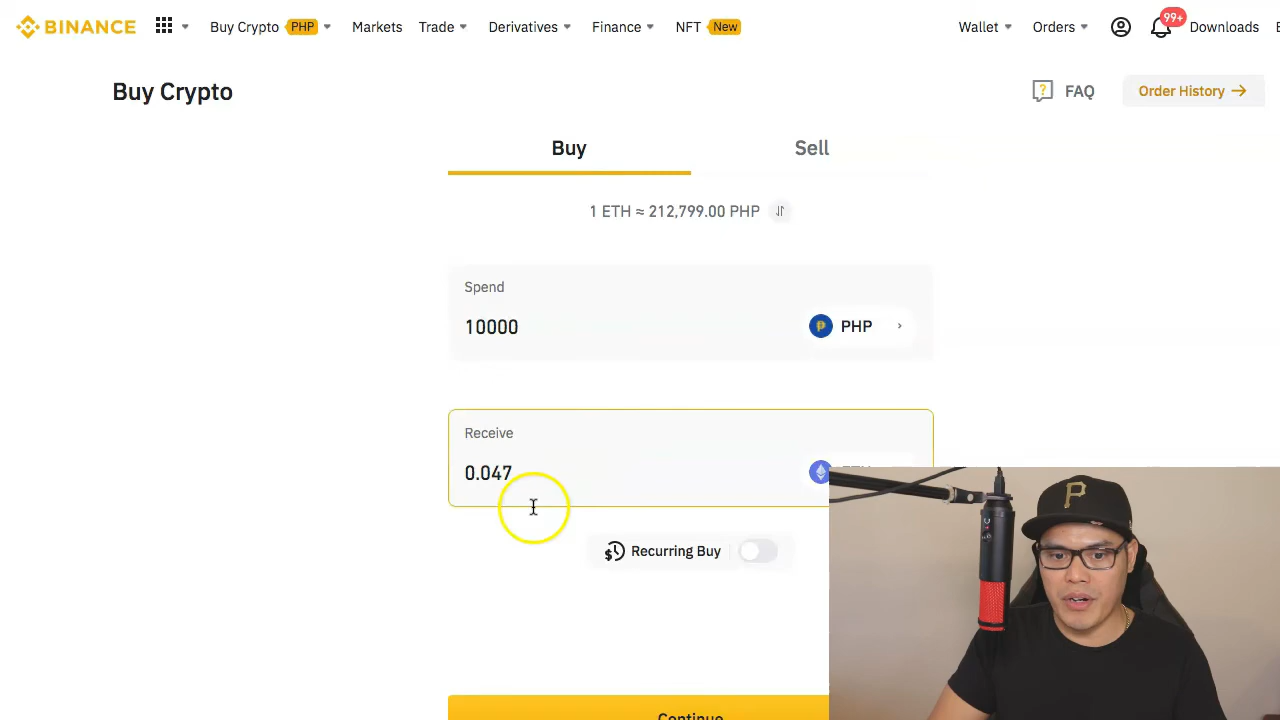 BINANCE Buy Crypto PHP Markets Trade Derivatives Finance NFT New Wallet Orders 99+ Downloads
Buy Crypto
FAQ Order History →
Buy Sell
1 ETH ≈ 212,799.00 PHP
Spend
10000 PHP
Receive
0.047
Recurring Buy
Continue
P